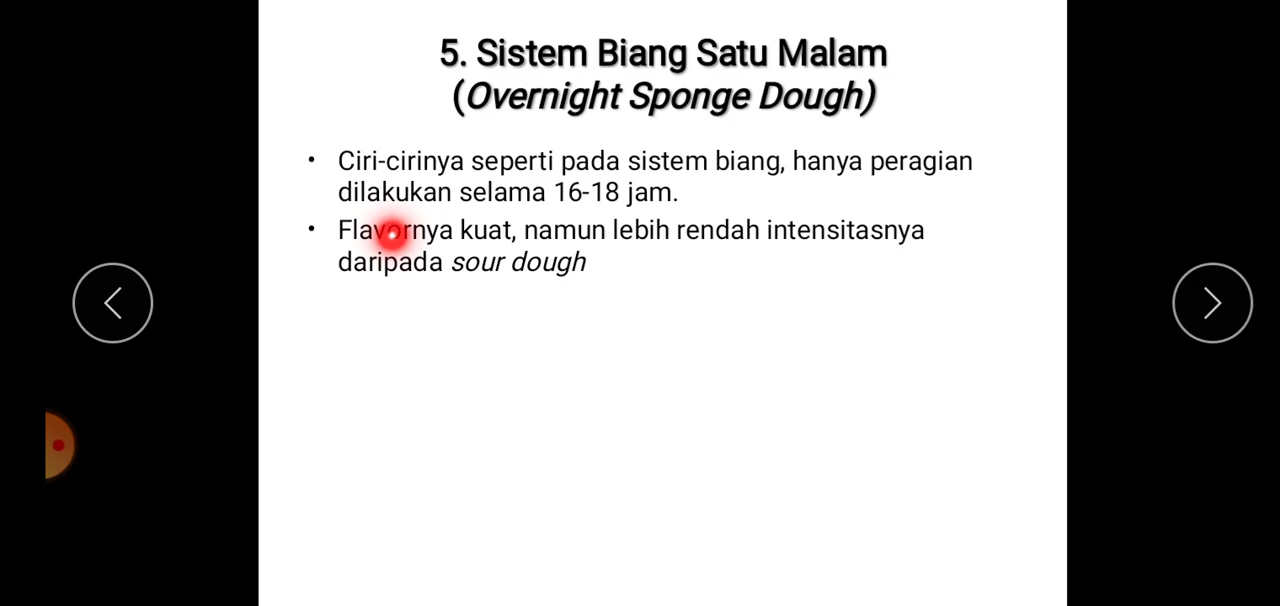 5. Sistem Biang Satu Malam
(Overnight Sponge Dough)
• Ciri-cirinya seperti pada sistem biang, hanya peragian
dilakukan selama 16-18 jam.
• Flavornya kuat, namun lebih rendah intensitasnya
daripada sour dough